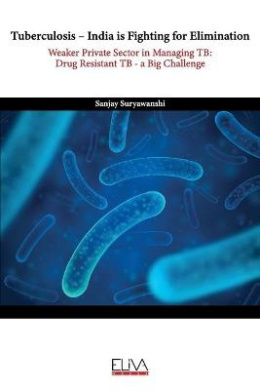 Tuberculosis – India is Fighting for Elimination
Weaker Private Sector in Managing TB:
Drug Resistant TB - a Big Challenge
Sanjay Suryawanshi
ELIVA